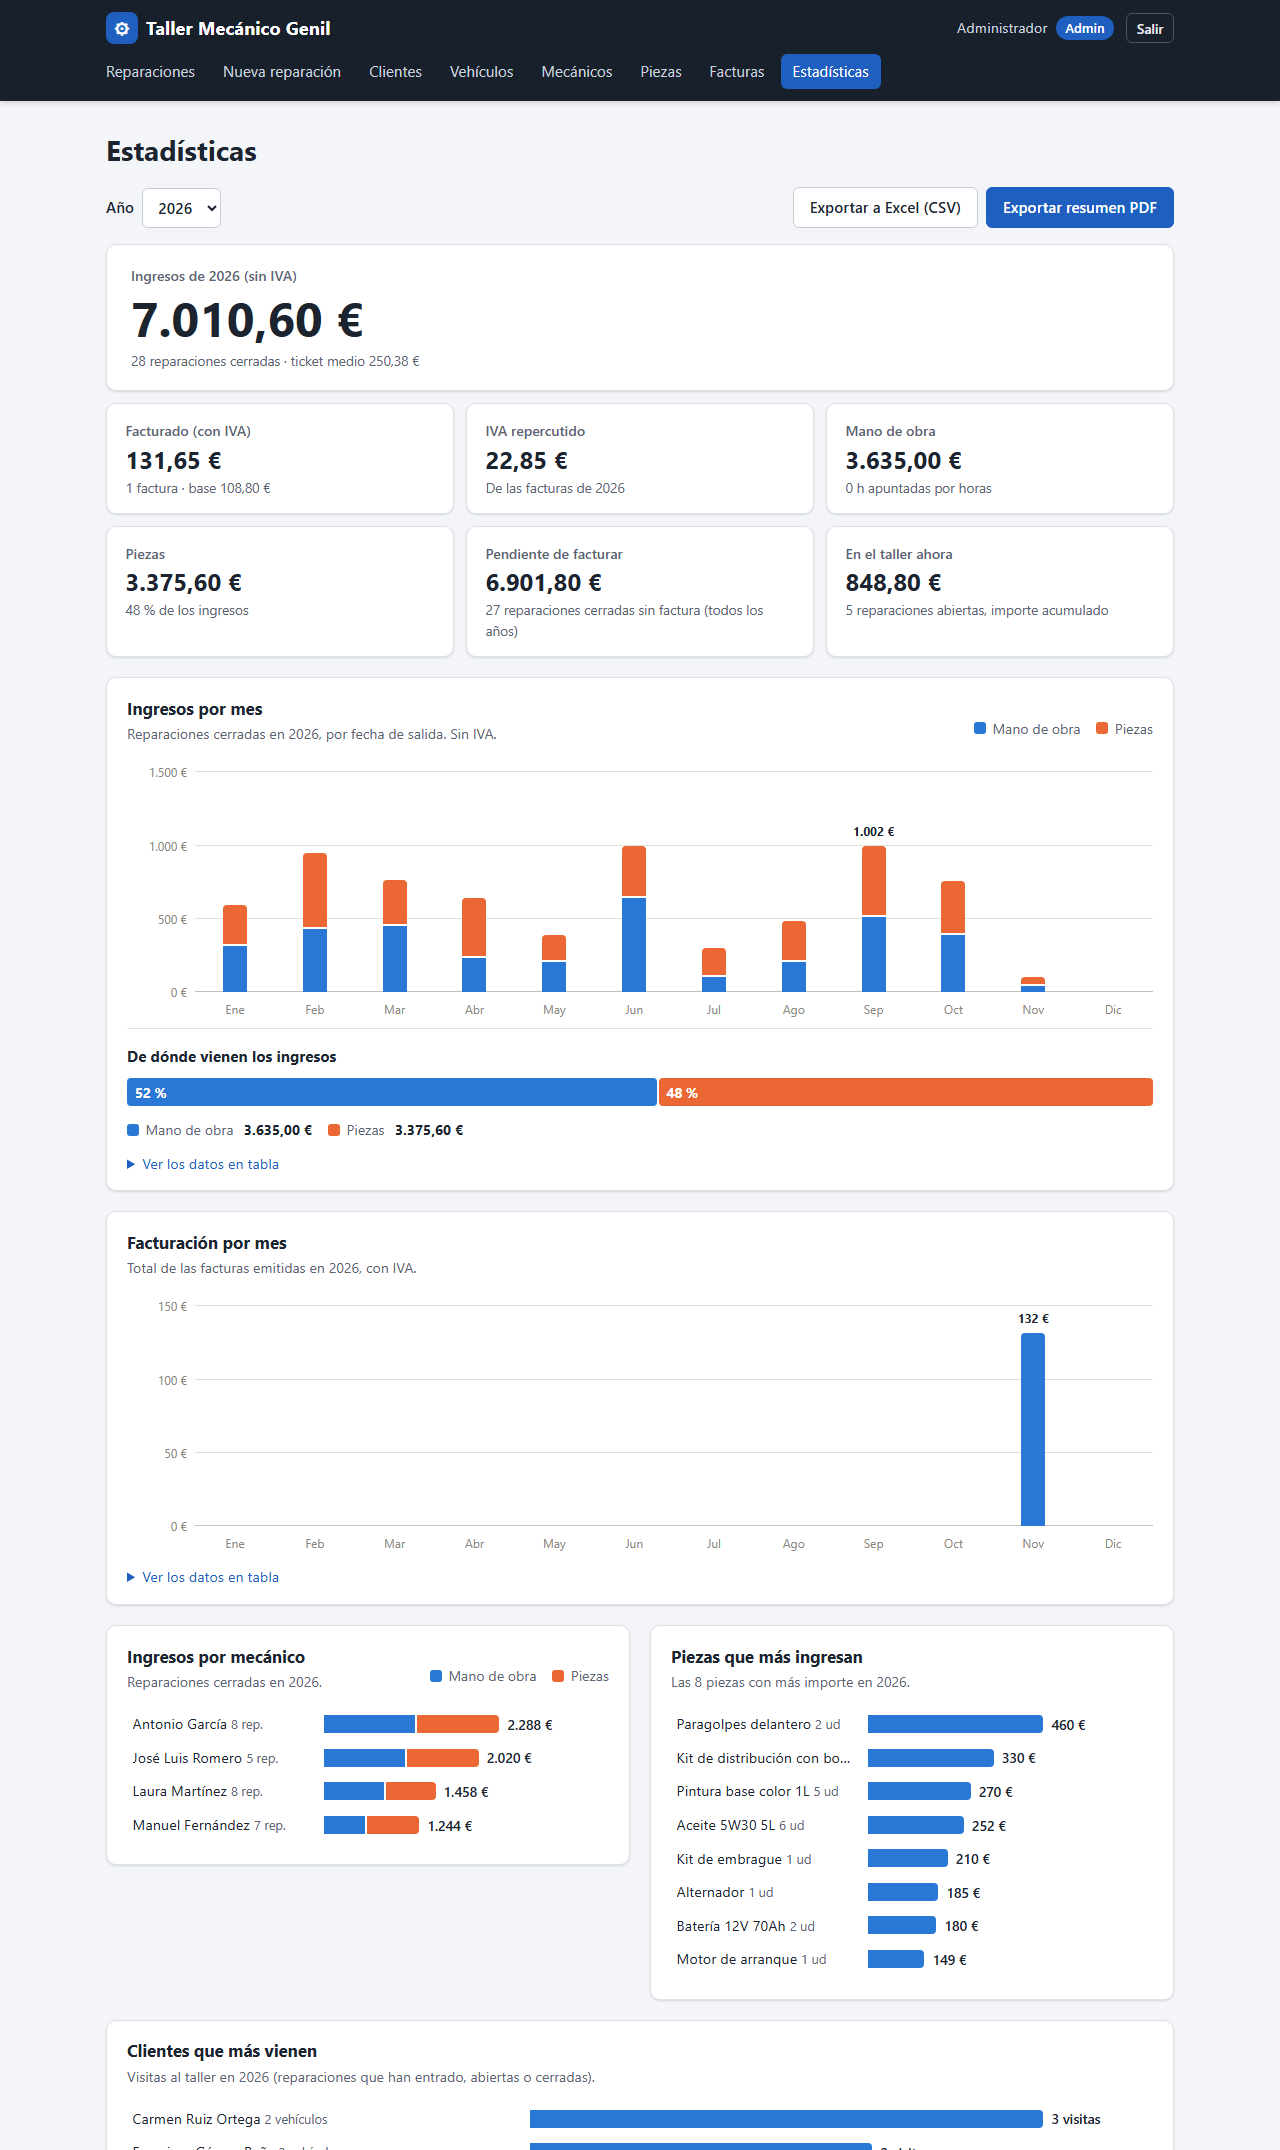 Taller Mecánico Genil
Administrador Admin Salir
Reparaciones Nueva reparación Clientes Vehículos Mecánicos Piezas Facturas Estadísticas
Estadísticas
Año 2026
Exportar a Excel (CSV) Exportar resumen PDF
Ingresos de 2026 (sin IVA)
7.010,60 €
28 reparaciones cerradas · ticket medio 250,38 €
Facturado (con IVA)
131,65 €
1 factura · base 108,80 €
IVA repercutido
22,85 €
De las facturas de 2026
Mano de obra
3.635,00 €
0 h apuntadas por horas
Piezas
3.375,60 €
48 % de los ingresos
Pendiente de facturar
6.901,80 €
27 reparaciones cerradas sin factura (todos los
años)
En el taller ahora
848,80 €
5 reparaciones abiertas, importe acumulado
Ingresos por mes
Reparaciones cerradas en 2026, por fecha de salida. Sin IVA.
Mano de obra Piezas
1.500 €
1.002 €
1.000 €
500 €
0 €
Ene Feb Mar Abr May Jun Jul Ago Sep Oct Nov Dic
De dónde vienen los ingresos
52 % 48 %
Mano de obra 3.635,00 € Piezas 3.375,60 €
Ver los datos en tabla
Facturación por mes
Total de las facturas emitidas en 2026, con IVA.
150 €
132 €
100 €
50 €
0 €
Ene Feb Mar Abr May Jun Jul Ago Sep Oct Nov Dic
Ver los datos en tabla
Ingresos por mecánico
Reparaciones cerradas en 2026.
Mano de obra Piezas
Antonio García 8 rep. 2.288 €
José Luis Romero 5 rep. 2.020 €
Laura Martínez 8 rep. 1.458 €
Manuel Fernández 7 rep. 1.244 €
Piezas que más ingresan
Las 8 piezas con más importe en 2026.
Paragolpes delantero 2 ud 460 €
Kit de distribución con bo... 330 €
Pintura base color 1L 5 ud 270 €
Aceite 5W30 5L 6 ud 252 €
Kit de embrague 1 ud 210 €
Alternador 1 ud 185 €
Batería 12V 70Ah 2 ud 180 €
Motor de arranque 1 ud 149 €
Clientes que más vienen
Visitas al taller en 2026 (reparaciones que han entrado, abiertas o cerradas).
Carmen Ruiz Ortega 2 vehículos 3 visitas